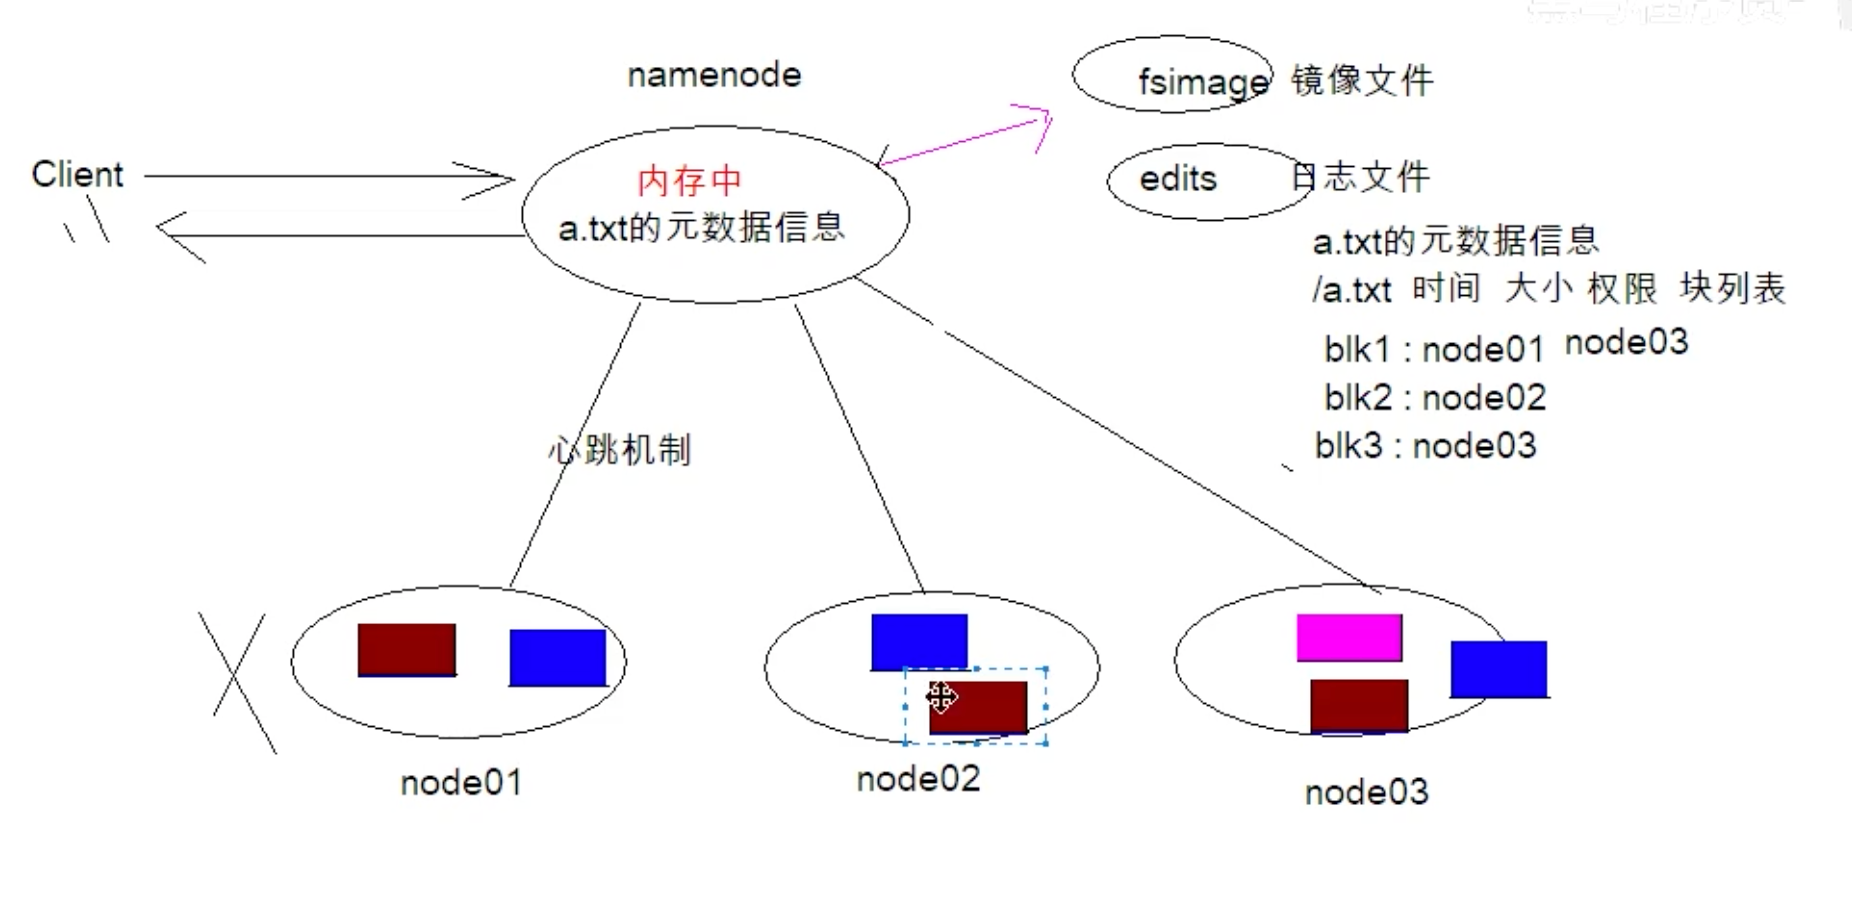 namenode
fsimage 镜像文件
Client
内存中
edits 日志文件
a.txt的元数据信息
a.txt的元数据信息
/a.txt 时间 大小 权限 块列表
blk1 : node01 node03
blk2 : node02
blk3 : node03
心跳机制
node01
node02
node03